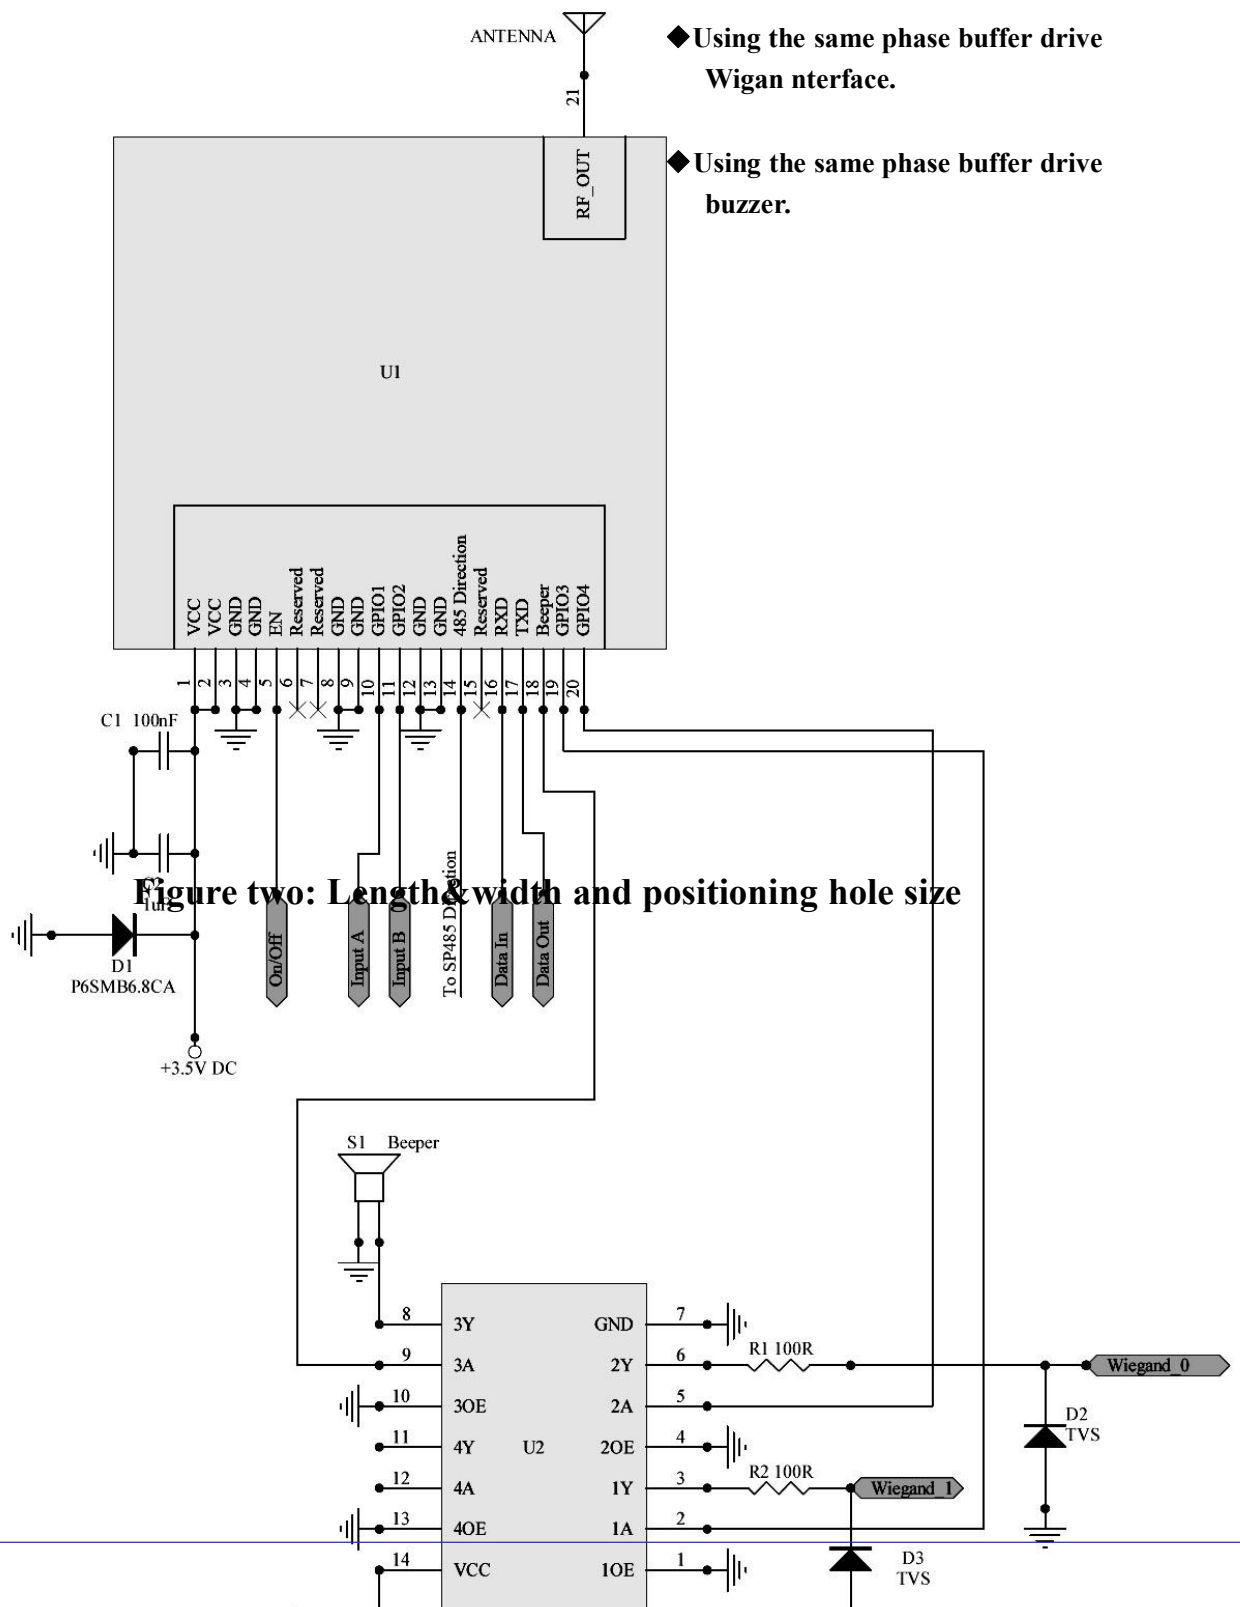 ANTENNA
◆Using the same phase buffer drive
Wigan nterface.
21
◆Using the same phase buffer drive
buzzer.
RF_OUT
U1
VCC
VCC
GND
GND
EN
Reserved
Reserved
GND
GND
GPIO1
GPIO2
GND
GND
485 Direction
Reserved
RXD
TXD
Beeper
GPIO3
GPIO4
1
2
3
4
5
6
7
8
9
10
11
12
13
14
15
16
17
18
19
20
C1 100nF
Figure two: Length&width and positioning hole size
D1
P6SMB6.8CA
On/Off
Input A
Input B
To SP485 Direction
Data In
Data Out
+3.5V DC
S1 Beeper
8 3Y
9 3A
10 3OE
11 4Y
12 4A
13 4OE
14 VCC
U2
GND 7
2Y 6
2A 5
2OE 4
1Y 3
1A 2
1OE 1
R1 100R
Wiegand_0
D2
TVS
R2 100R
Wiegand_1
D3
TVS